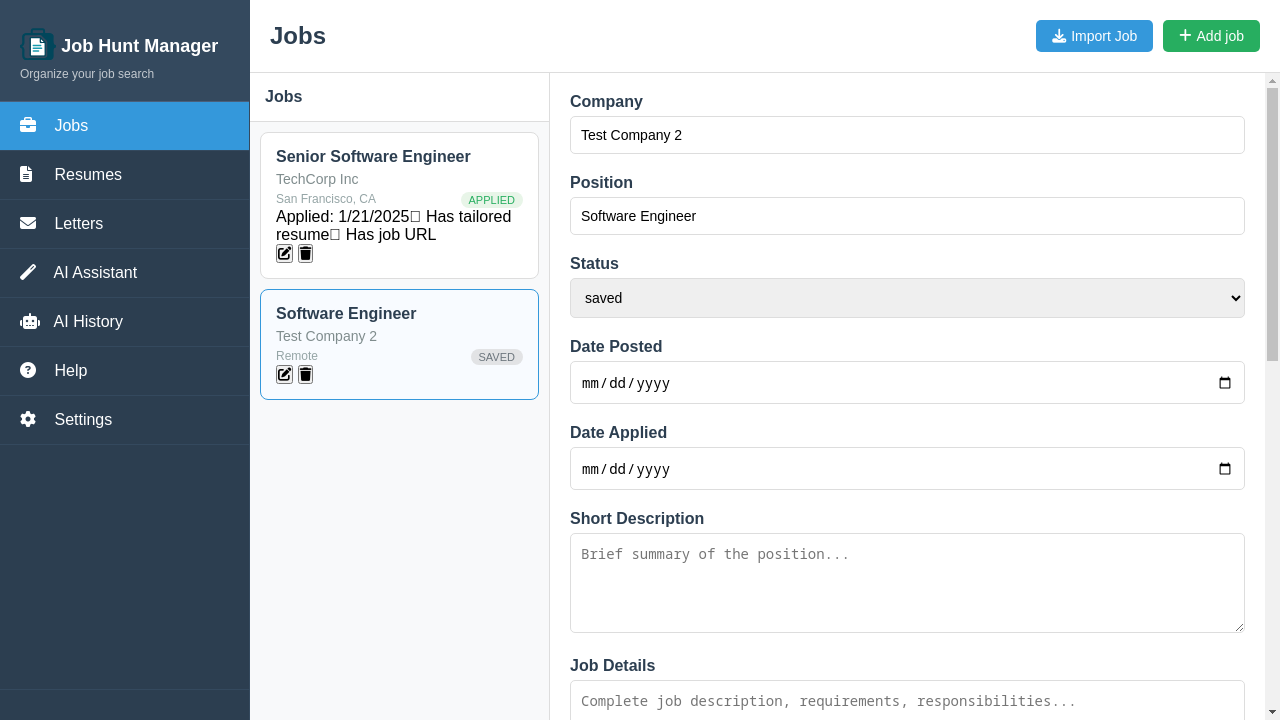 Job Hunt Manager
Organize your job search
Jobs
Resumes
Letters
AI Assistant
AI History
Help
Settings
Jobs
Import Job
Add job
Jobs
Senior Software Engineer
TechCorp Inc
San Francisco, CA
APPLIED
Applied: 1/21/2025 Has tailored
resume Has job URL
Software Engineer
Test Company 2
Remote
SAVED
Company
Test Company 2
Position
Software Engineer
Status
saved
Date Posted
mm/dd/yyyy
Date Applied
mm/dd/yyyy
Short Description
Brief summary of the position...
Job Details
Complete job description, requirements, responsibilities...